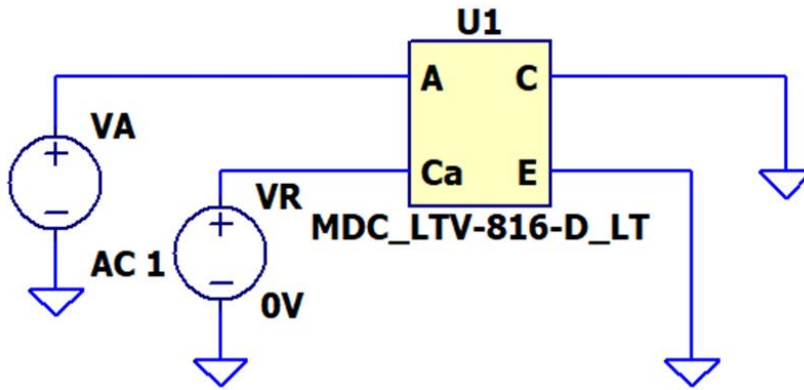 U1
A C
VA
Ca E
VR
MDC_LTV-816-D_LT
AC 1
0V